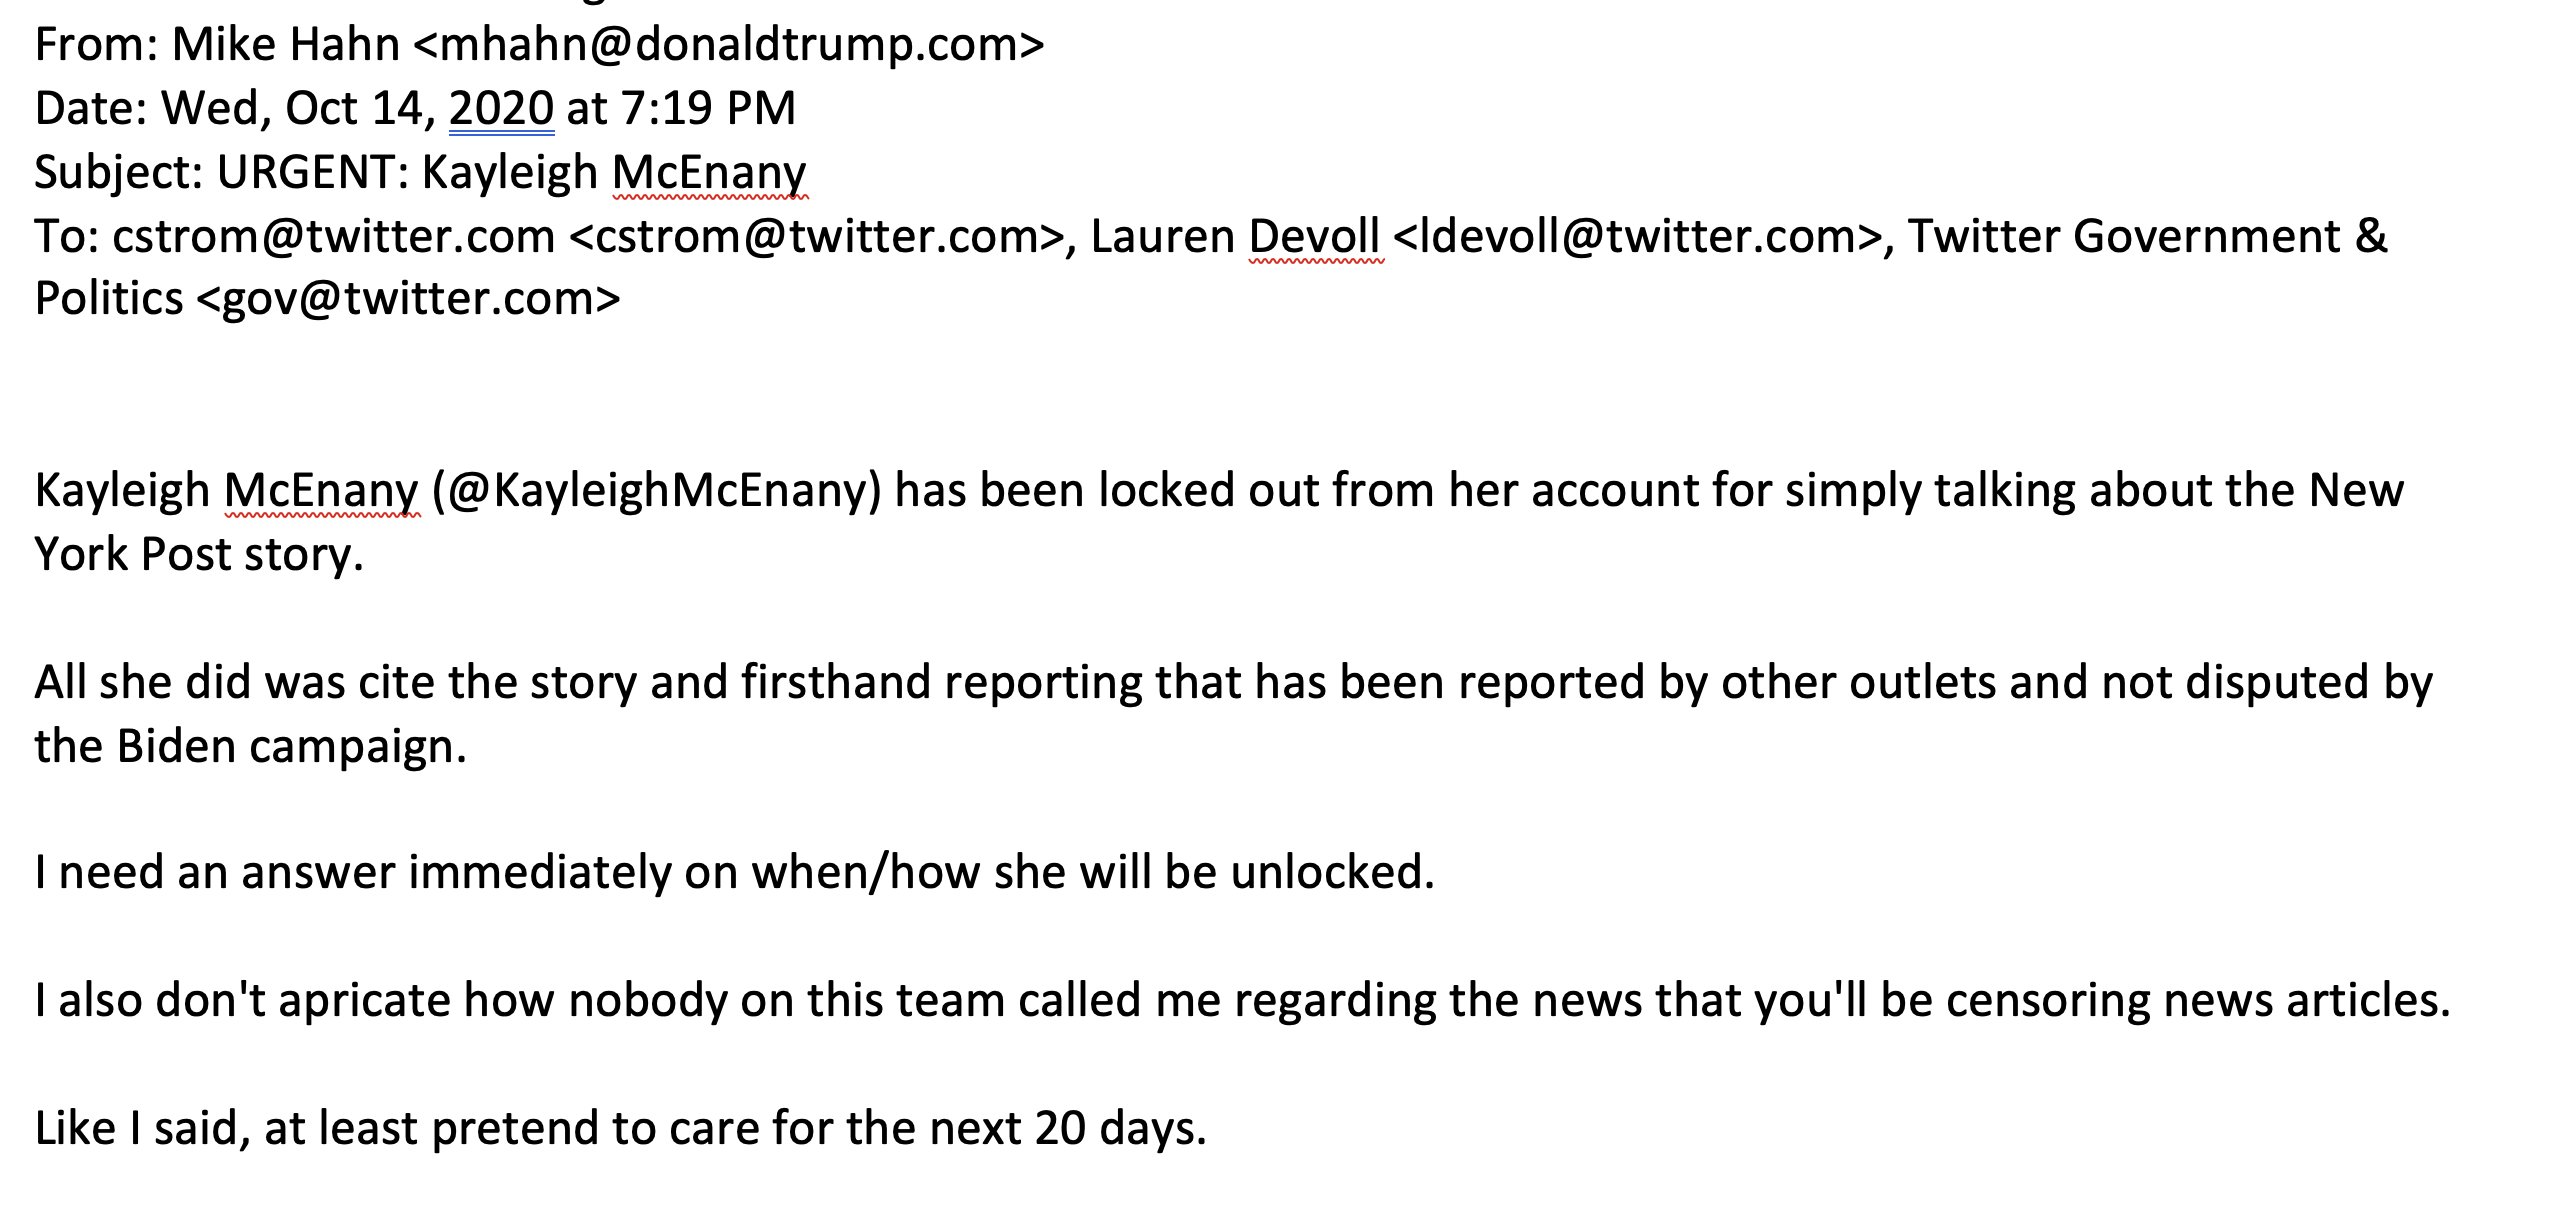 From: Mike Hahn <mhahn@donaldtrump.com>
Date: Wed, Oct 14, 2020 at 7:19 PM
Subject: URGENT: Kayleigh McEnany
To: cstrom@twitter.com <cstrom@twitter.com>, Lauren Devoll <ldevoll@twitter.com>, Twitter Government &
Politics <gov@twitter.com>
Kayleigh McEnany (@KayleighMcEnany) has been locked out from her account for simply talking about the New
York Post story.
All she did was cite the story and firsthand reporting that has been reported by other outlets and not disputed by
the Biden campaign.
I need an answer immediately on when/how she will be unlocked.
I also don't apricate how nobody on this team called me regarding the news that you'll be censoring news articles.
Like I said, at least pretend to care for the next 20 days.